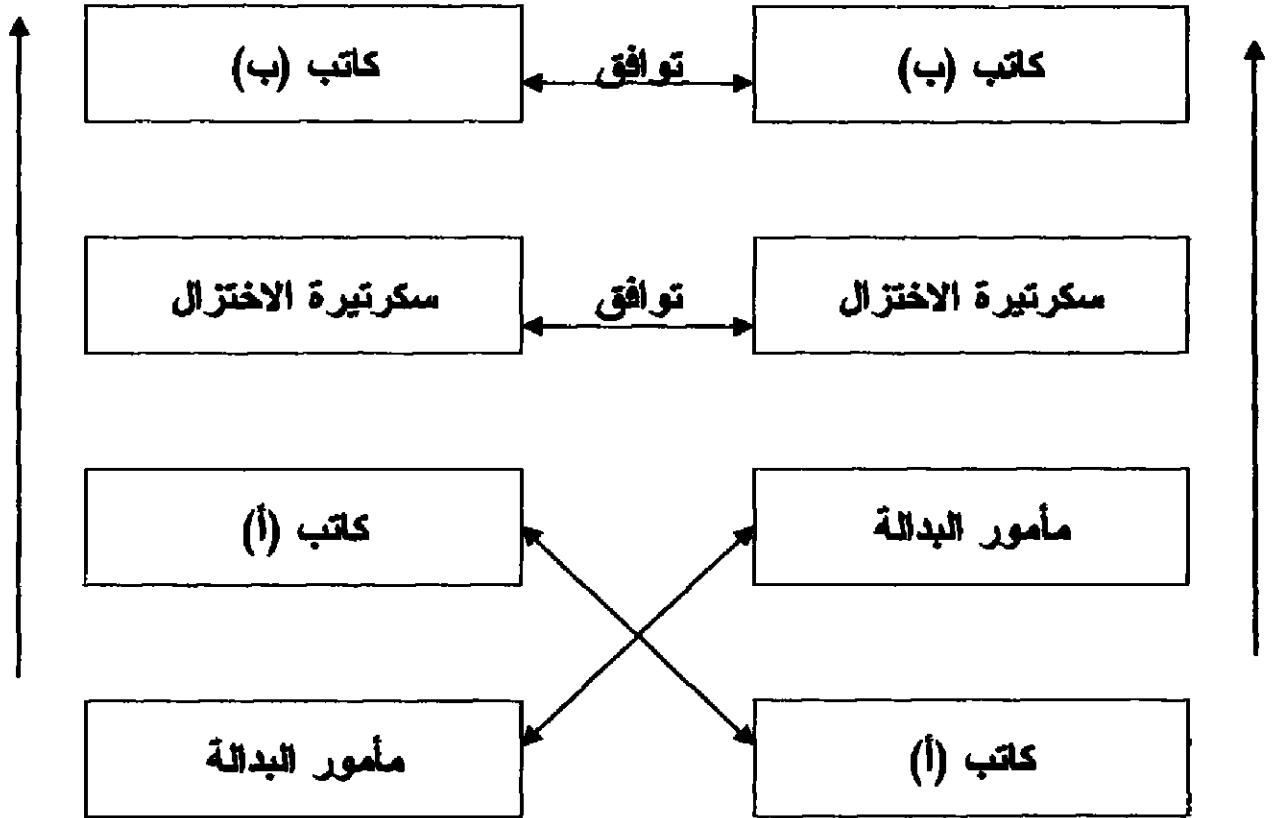 كاتب (ب)
توافق
كاتب (ب)
سكرتيرة الاختزال
توافق
سكرتيرة الاختزال
مأمور البدالة
كاتب (أ)
كاتب (أ)
مأمور البدالة